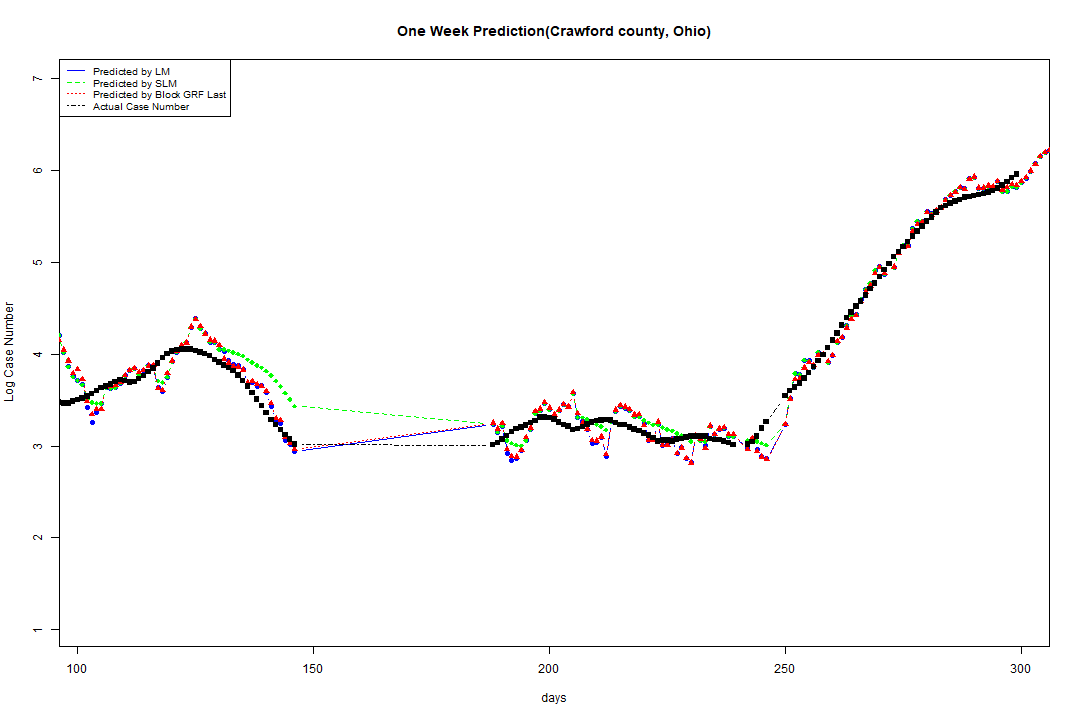 One Week Prediction(Crawford county, Ohio)
Predicted by LM
Predicted by SLM
Predicted by Block GRF Last
Actual Case Number
7
6
5
4
3
2
1
Log Case Number
100 150 200 250 300
days